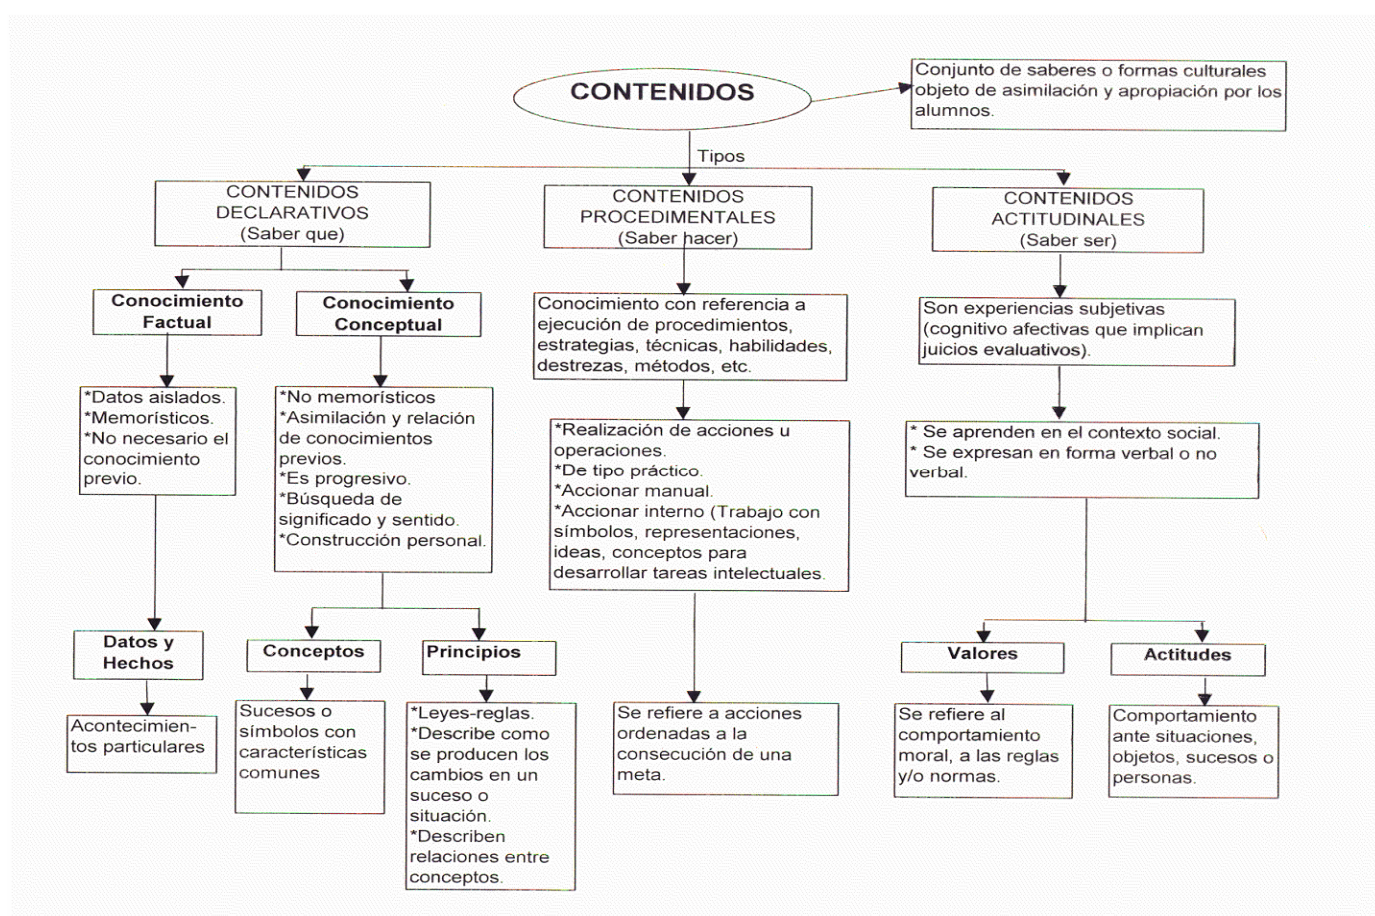 CONTENIDOS
Conjunto de saberes o formas culturales
objeto de asimilación y apropiación por los
alumnos.
Tipos
CONTENIDOS
DECLARATIVOS
(Saber que)
CONTENIDOS
PROCEDIMENTALES
(Saber hacer)
CONTENIDOS
ACTITUDINALES
(Saber ser)
Conocimiento
Factual
Conocimiento
Conceptual
Conocimiento con referencia a
ejecución de procedimientos,
estrategias, técnicas, habilidades,
destrezas, métodos, etc.
Son experiencias subjetivas
(cognitivo afectivas que implican
juicios evaluativos).
*Datos aislados.
*Memorísticos.
*No necesario el
conocimiento
previo.
*No memorísticos
*Asimilación y relación
de conocimientos
previos.
*Es progresivo.
*Búsqueda de
significado y sentido.
*Construcción personal.
*Realización de acciones u
operaciones.
*De tipo práctico.
*Accionar manual.
*Accionar interno (Trabajo con
símbolos, representaciones,
ideas, conceptos para
desarrollar tareas intelectuales.
* Se aprenden en el contexto social.
* Se expresan en forma verbal o no
verbal.
Datos y
Hechos
Conceptos
Principios
Valores
Actitudes
Acontecimien-
tos particulares
Sucesos o
símbolos con
características
comunes
*Leyes-reglas.
*Describe como
se producen los
cambios en un
suceso o
situación.
*Describen
relaciones entre
conceptos.
Se refiere a acciones
ordenadas a la
consecución de una
meta.
Se refiere al
comportamiento
moral, a las reglas
y/o normas.
Comportamiento
ante situaciones,
objetos, sucesos o
personas.